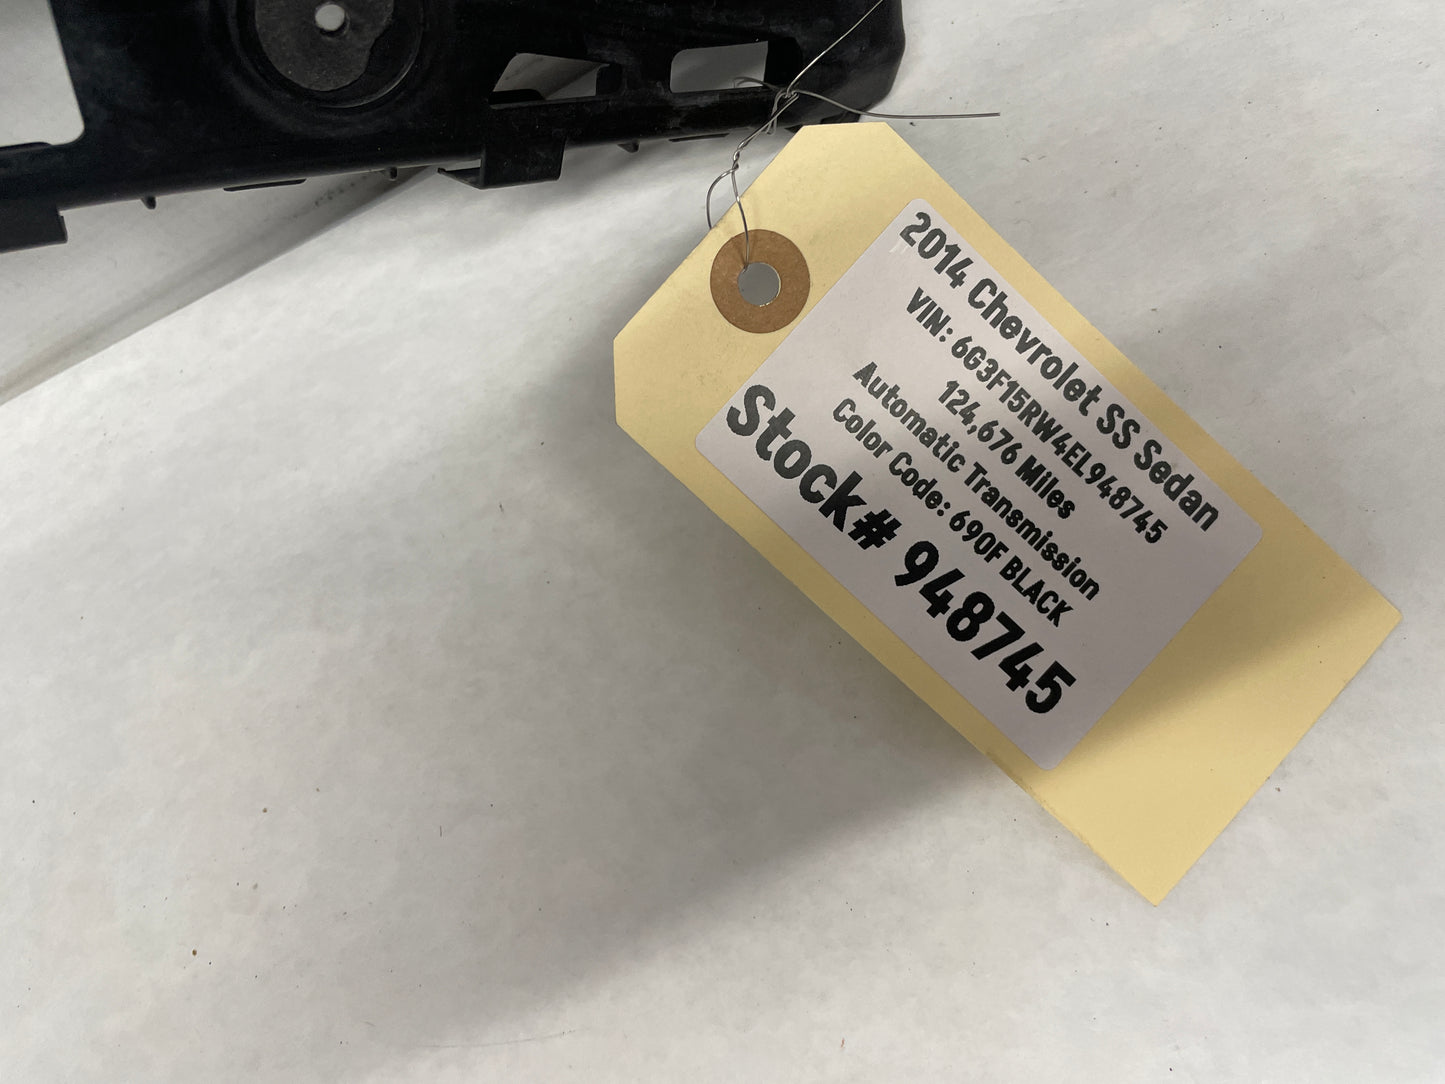 2014 Chevrolet SS Sedan
VIN: 6G3F15RW4EL948745
124,676 Miles
Automatic Transmission
Color Code: 690F BLACK
Stock# 948745